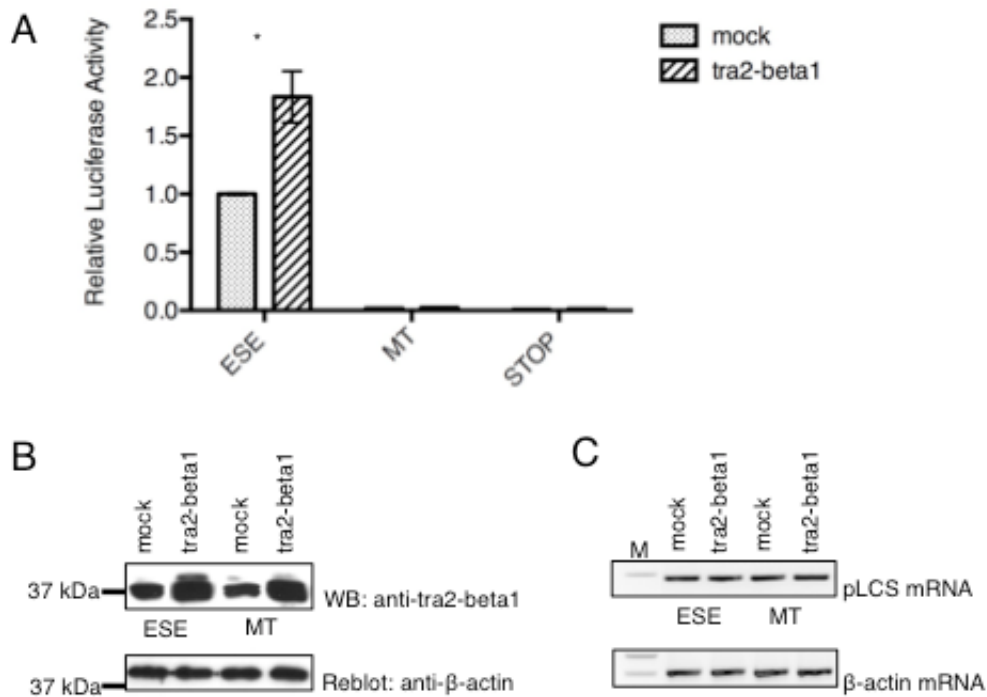 A
Relative Luciferase Activity
2.5
2.0
1.5
1.0
0.5
0.0
*
mock
tra2-beta1
ESE
MT
STOP
B
mock
tra2-beta1
mock
tra2-beta1
37 kDa
WB: anti-tra2-beta1
ESE
MT
37 kDa
Reblot: anti-β-actin
C
M
mock
tra2-beta1
mock
tra2-beta1
pLCS mRNA
ESE
MT
β-actin mRNA